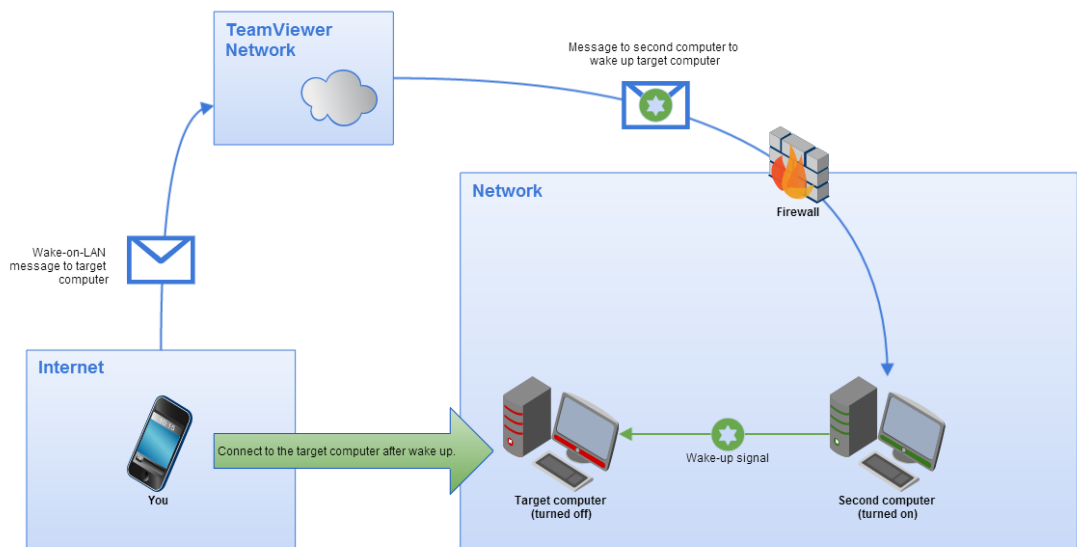 TeamViewer
Network
Message to second computer to
wake up target computer
Network
Firewall
Wake-on-LAN
message to target
computer
Internet
Connect to the target computer after wake up.
Wake-up signal
You
Target computer
(turned off)
Second computer
(turned on)